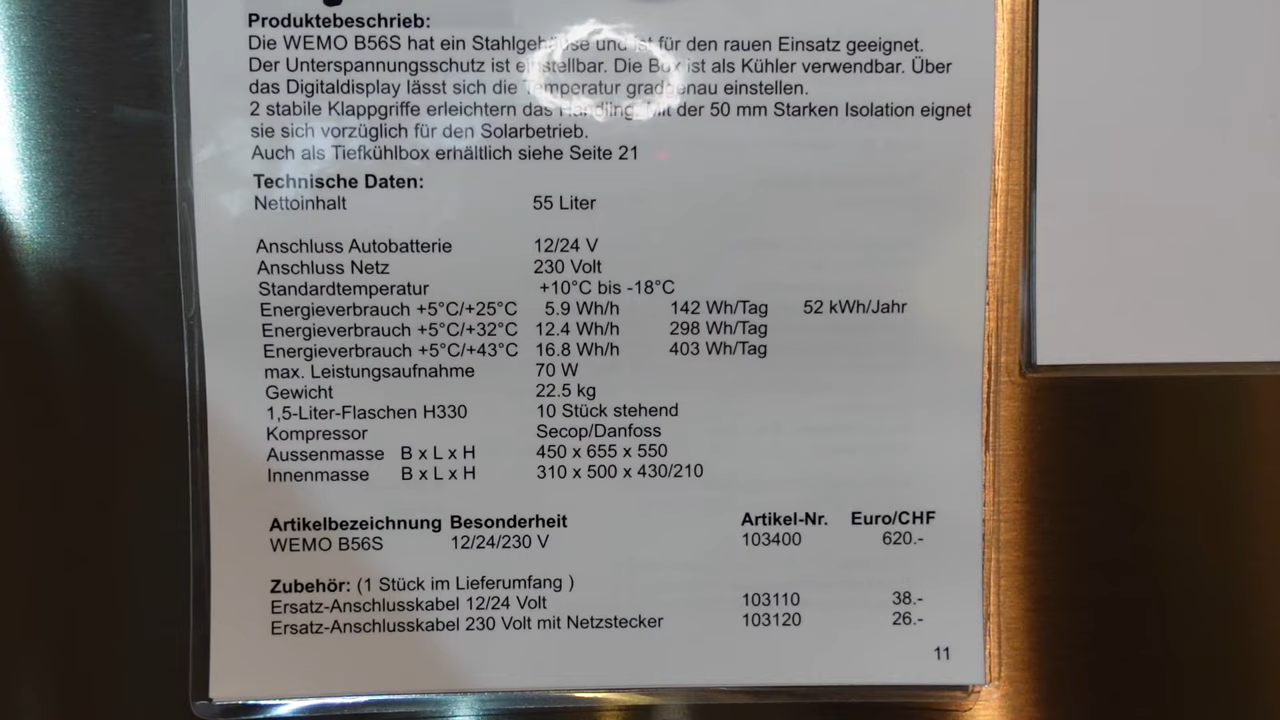 Produktebeschrieb:
Die WEMO B56S hat ein Stahlgehäuse und ist für den rauen Einsatz geeignet.
Der Unterspannungsschutz ist einstellbar. Die Box ist als Kühler verwendbar. Über
das Digitaldisplay lässt sich die Temperatur gradgenau einstellen.
2 stabile Klappgriffe erleichtern das Handling. Mit der 50 mm Starken Isolation eignet
sie sich vorzüglich für den Solarbetrieb.
Auch als Tiefkühlbox erhältlich siehe Seite 21
Technische Daten:
Nettoinhalt 55 Liter
Anschluss Autobatterie 12/24 V
Anschluss Netz 230 Volt
Standardtemperatur +10°C bis -18°C
Energieverbrauch +5°C/+25°C 5.9 Wh/h 142 Wh/Tag 52 kWh/Jahr
Energieverbrauch +5°C/+32°C 12.4 Wh/h 298 Wh/Tag
Energieverbrauch +5°C/+43°C 16.8 Wh/h 403 Wh/Tag
max. Leistungsaufnahme 70 W
Gewicht 22.5 kg
1,5-Liter-Flaschen H330 10 Stück stehend
Kompressor Secop/Danfoss
Aussenmasse B x L x H 450 x 655 x 550
Innenmasse B x L x H 310 x 500 x 430/210
Artikelbezeichnung Besonderheit Artikel-Nr. Euro/CHF
WEMO B56S 12/24/230 V 103400 620.-
Zubehör: (1 Stück im Lieferumfang )
Ersatz-Anschlusskabel 12/24 Volt 103110 38.-
Ersatz-Anschlusskabel 230 Volt mit Netzstecker 103120 26.-
11